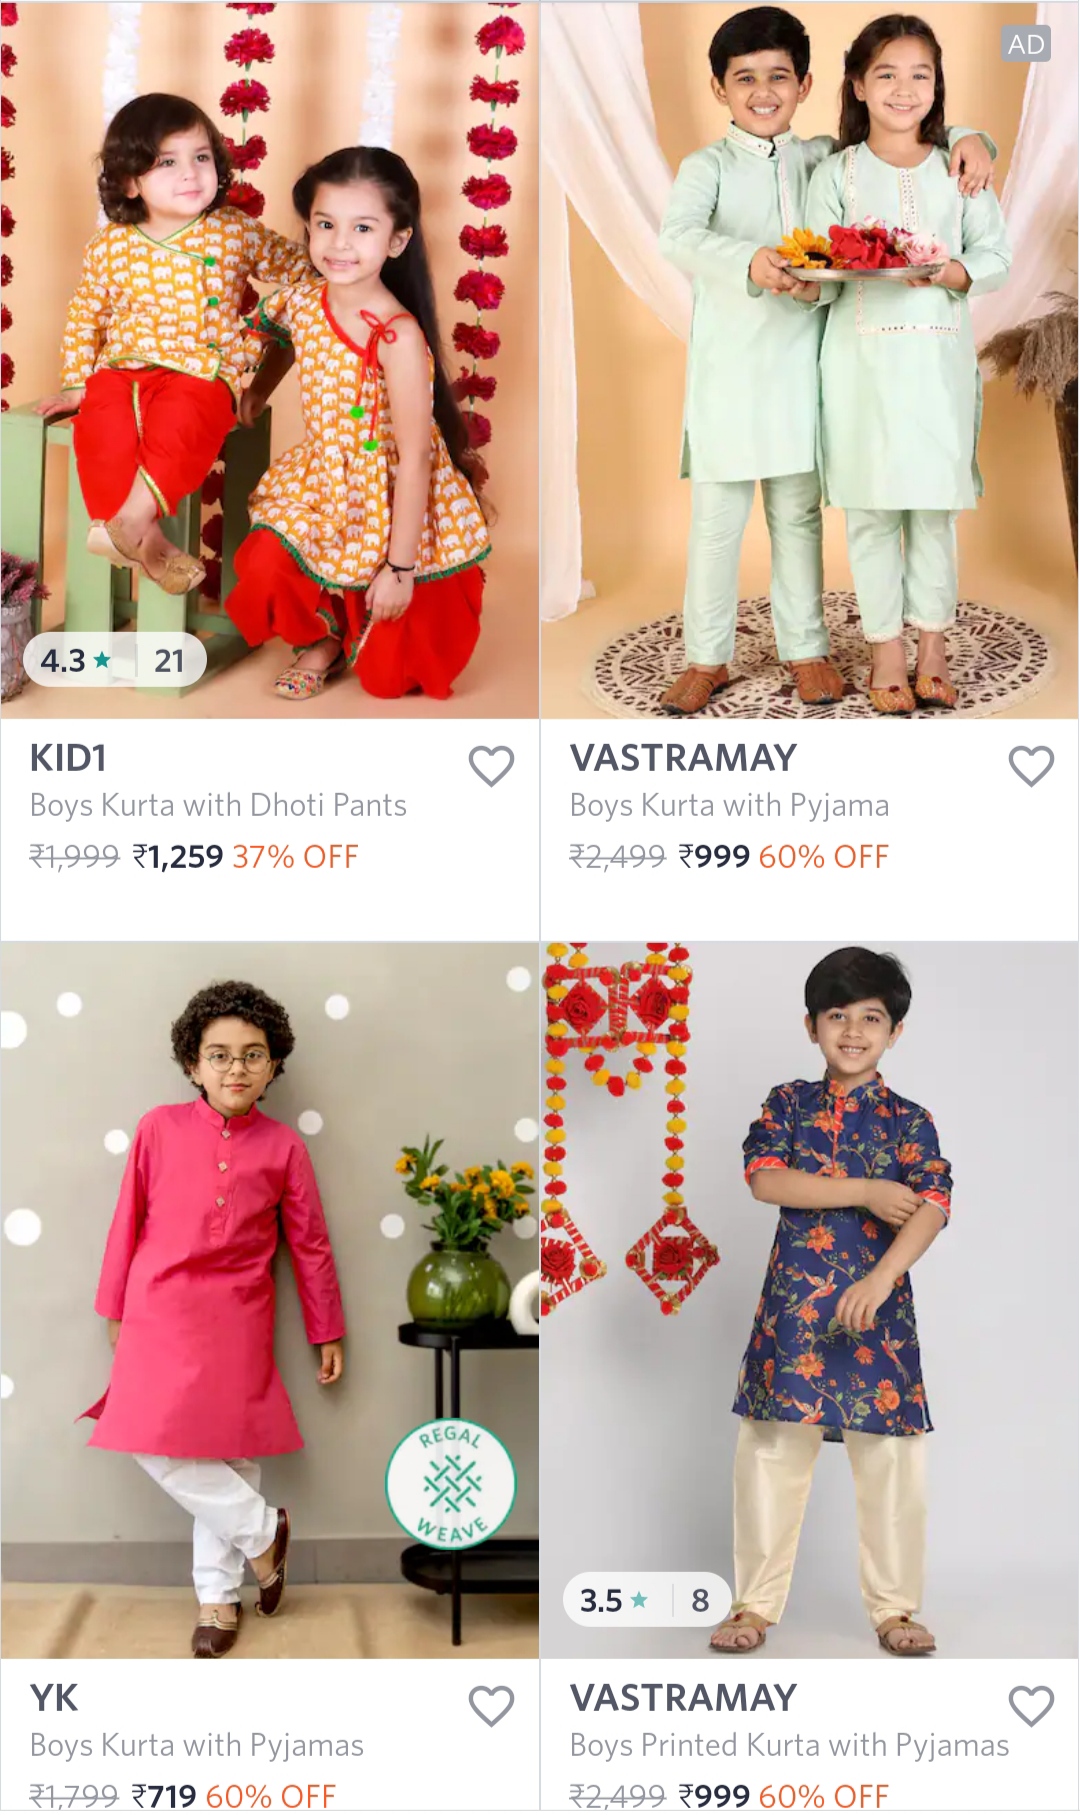 AD
4.3 ★ | 21
KID1
Boys Kurta with Dhoti Pants
₹1,999 ₹1,259 37% OFF
VASTRAMAY
Boys Kurta with Pyjama
₹2,499 ₹999 60% OFF
REGAL
WEAVE
3.5 ★ | 8
YK
Boys Kurta with Pyjamas
₹1,799 ₹719 60% OFF
VASTRAMAY
Boys Printed Kurta with Pyjamas
₹2,499 ₹999 60% OFF